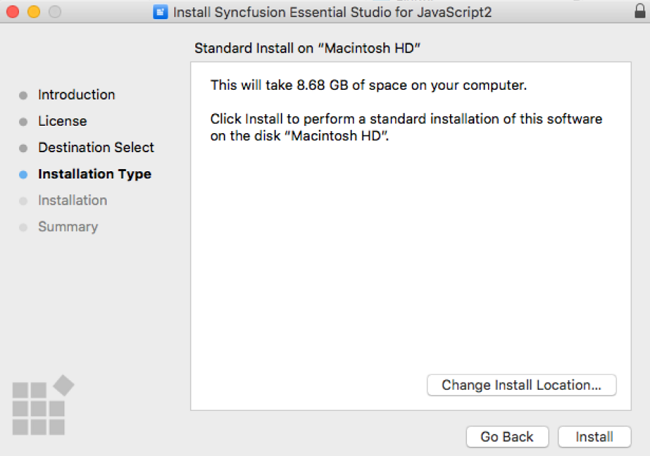 Install Syncfusion Essential Studio for JavaScript2
Standard Install on “Macintosh HD”
Introduction
License
Destination Select
Installation Type
Installation
Summary
This will take 8.68 GB of space on your computer.
Click Install to perform a standard installation of this software
on the disk “Macintosh HD”.
Change Install Location...
Go Back
Install